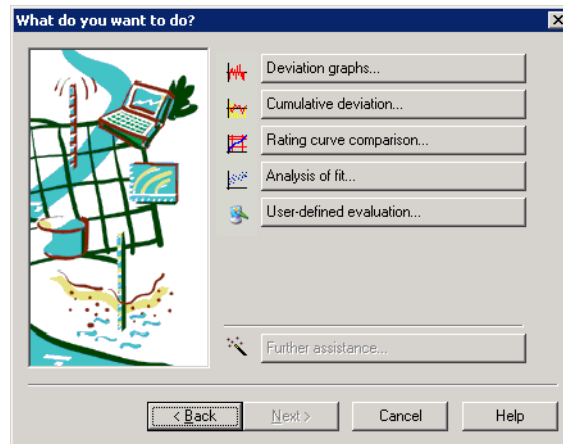 What do you want to do?
Deviation graphs...
Cumulative deviation...
Rating curve comparison...
Analysis of fit...
User-defined evaluation...
Further assistance...
< Back
Next >
Cancel
Help